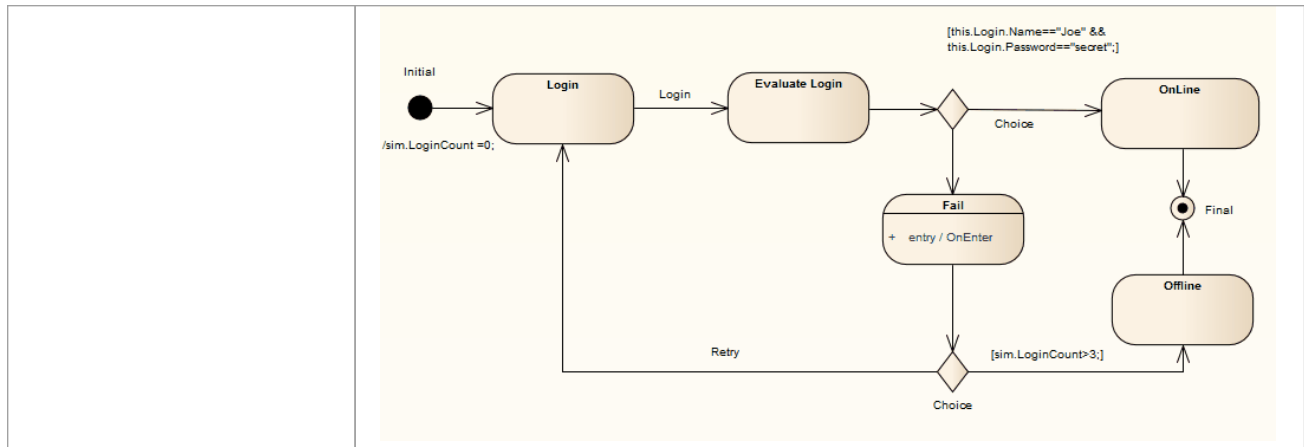 [this.Login.Name=="Joe" &&
this.Login.Password=="secret";]
Initial
Login
Login
Evaluate Login
OnLine
Choice
/sim.LoginCount =0;
Fail
+ entry / OnEnter
Final
Offline
Retry
[sim.LoginCount>3;]
Choice